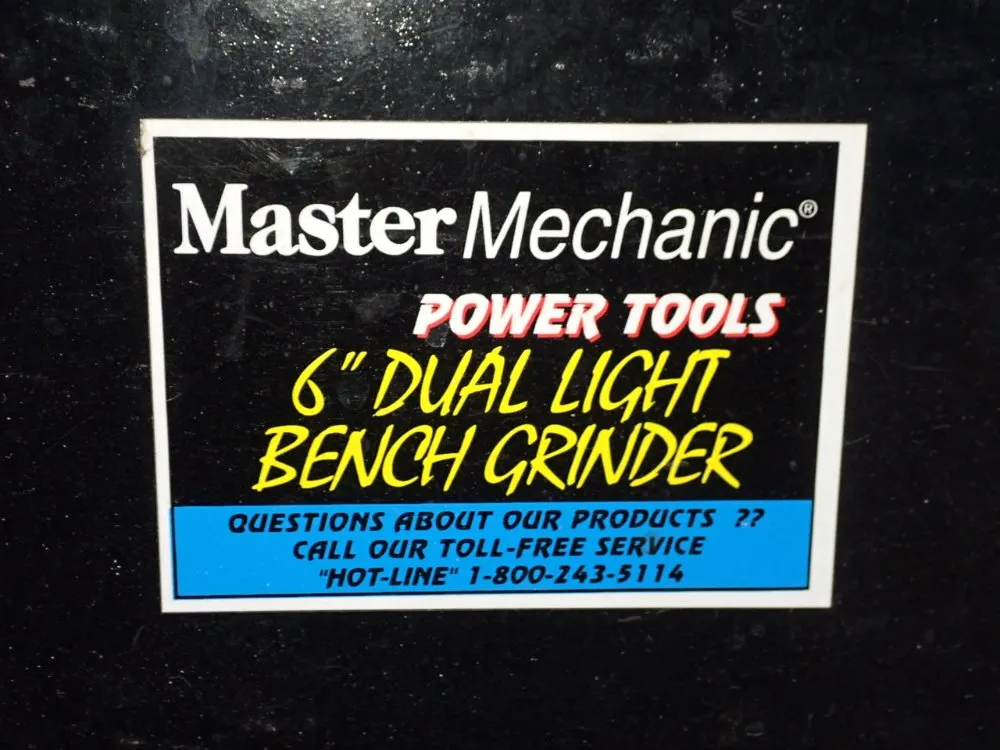 Master Mechanic®
POWER TOOLS
6" DUAL LIGHT
BENCH GRINDER
QUESTIONS ABOUT OUR PRODUCTS ??
CALL OUR TOLL-FREE SERVICE
"HOT-LINE" 1-800-243-5114